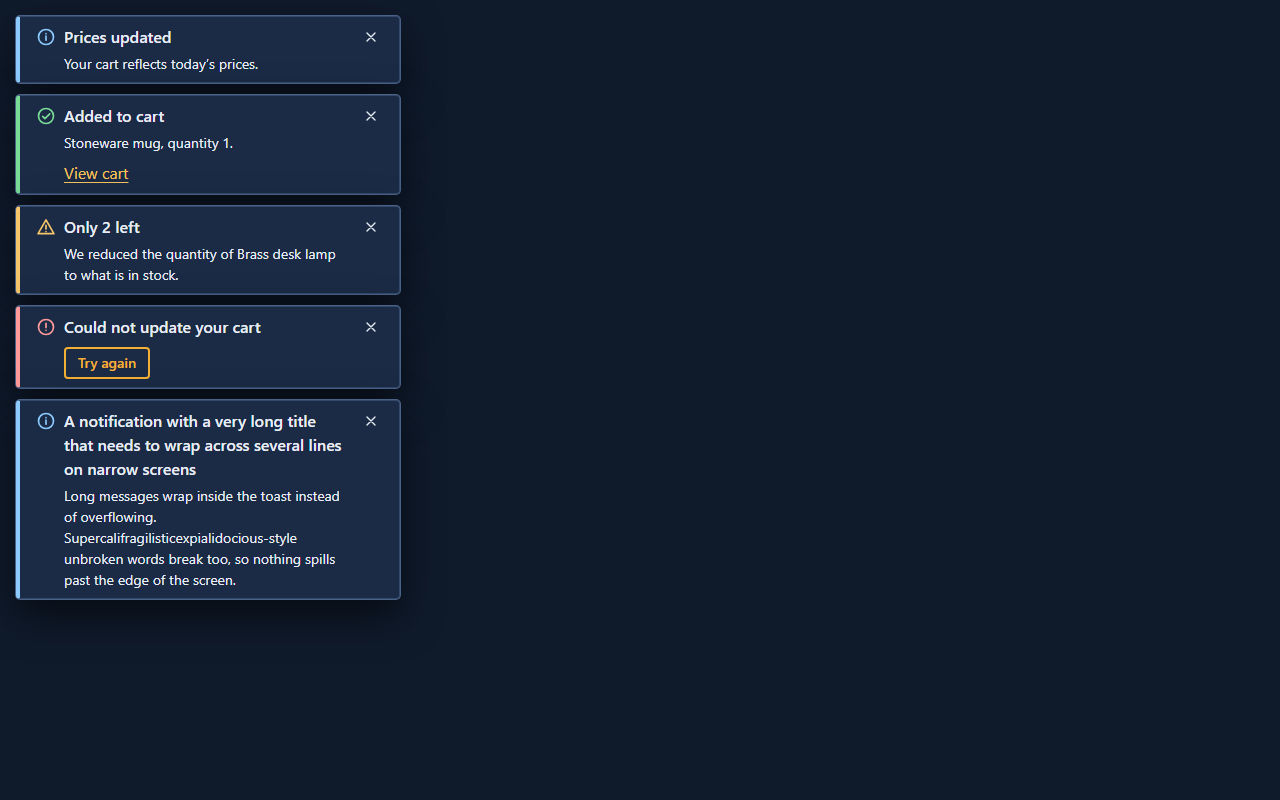 Prices updated
Your cart reflects today's prices.
Added to cart
Stoneware mug, quantity 1.
View cart
Only 2 left
We reduced the quantity of Brass desk lamp
to what is in stock.
Could not update your cart
Try again
A notification with a very long title
that needs to wrap across several lines
on narrow screens
Long messages wrap inside the toast instead
of overflowing.
Supercalifragilisticexpialidocious-style
unbroken words break too, so nothing spills
past the edge of the screen.